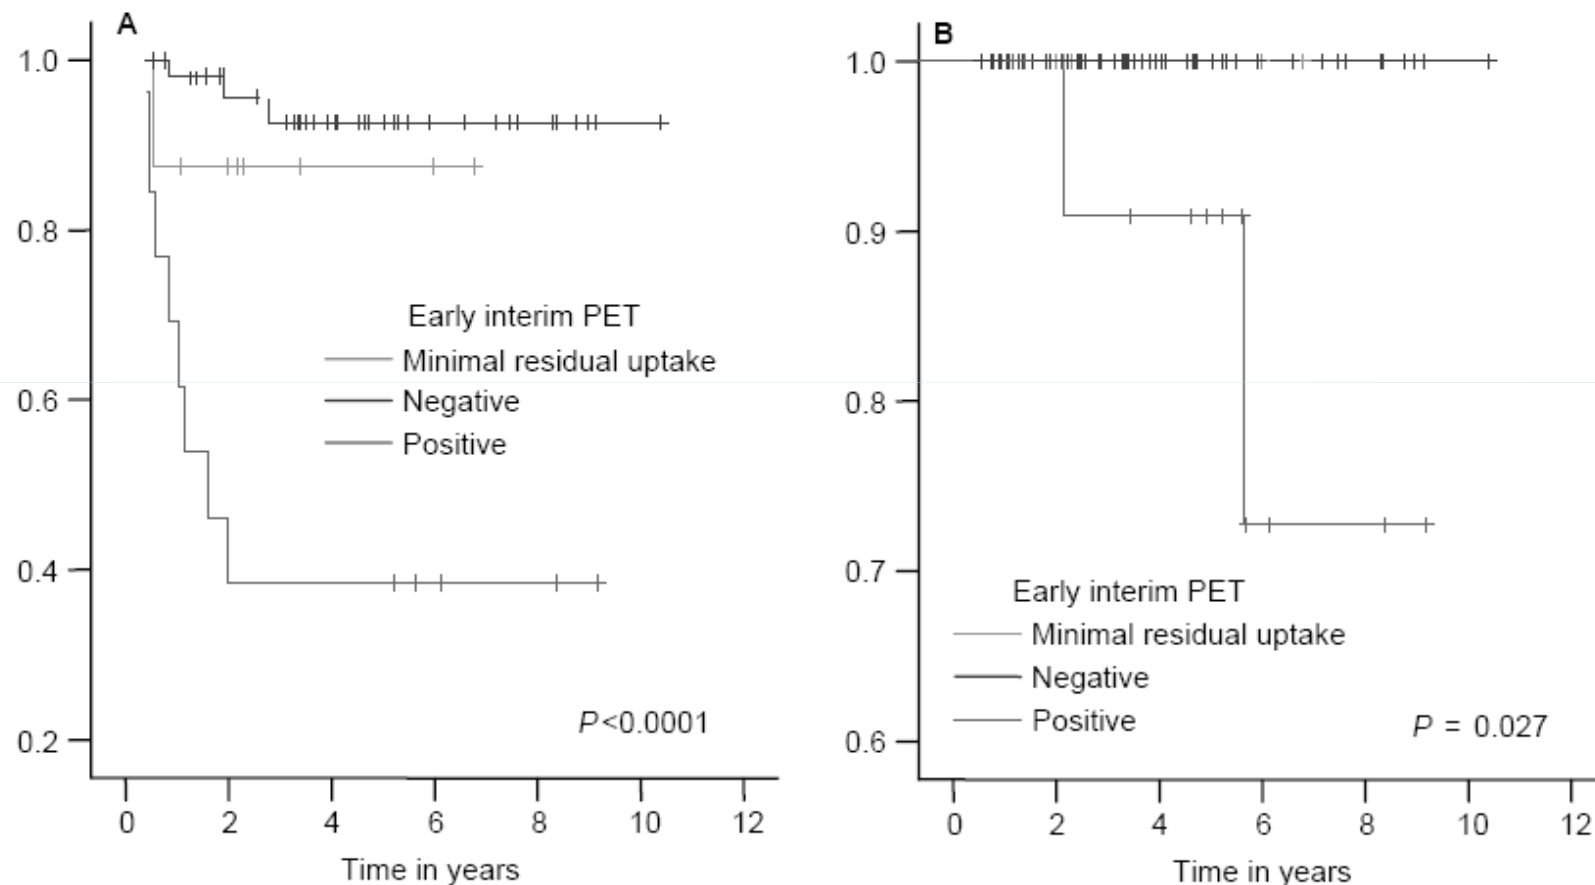 A
1.0
0.8
0.6
0.4
0.2
Early interim PET
Minimal residual uptake
Negative
Positive
P<0.0001
0 2 4 6 8 10 12
Time in years
B
1.0
0.9
0.8
0.7
0.6
Early interim PET
Minimal residual uptake
Negative
Positive
P = 0.027
0 2 4 6 8 10 12
Time in years